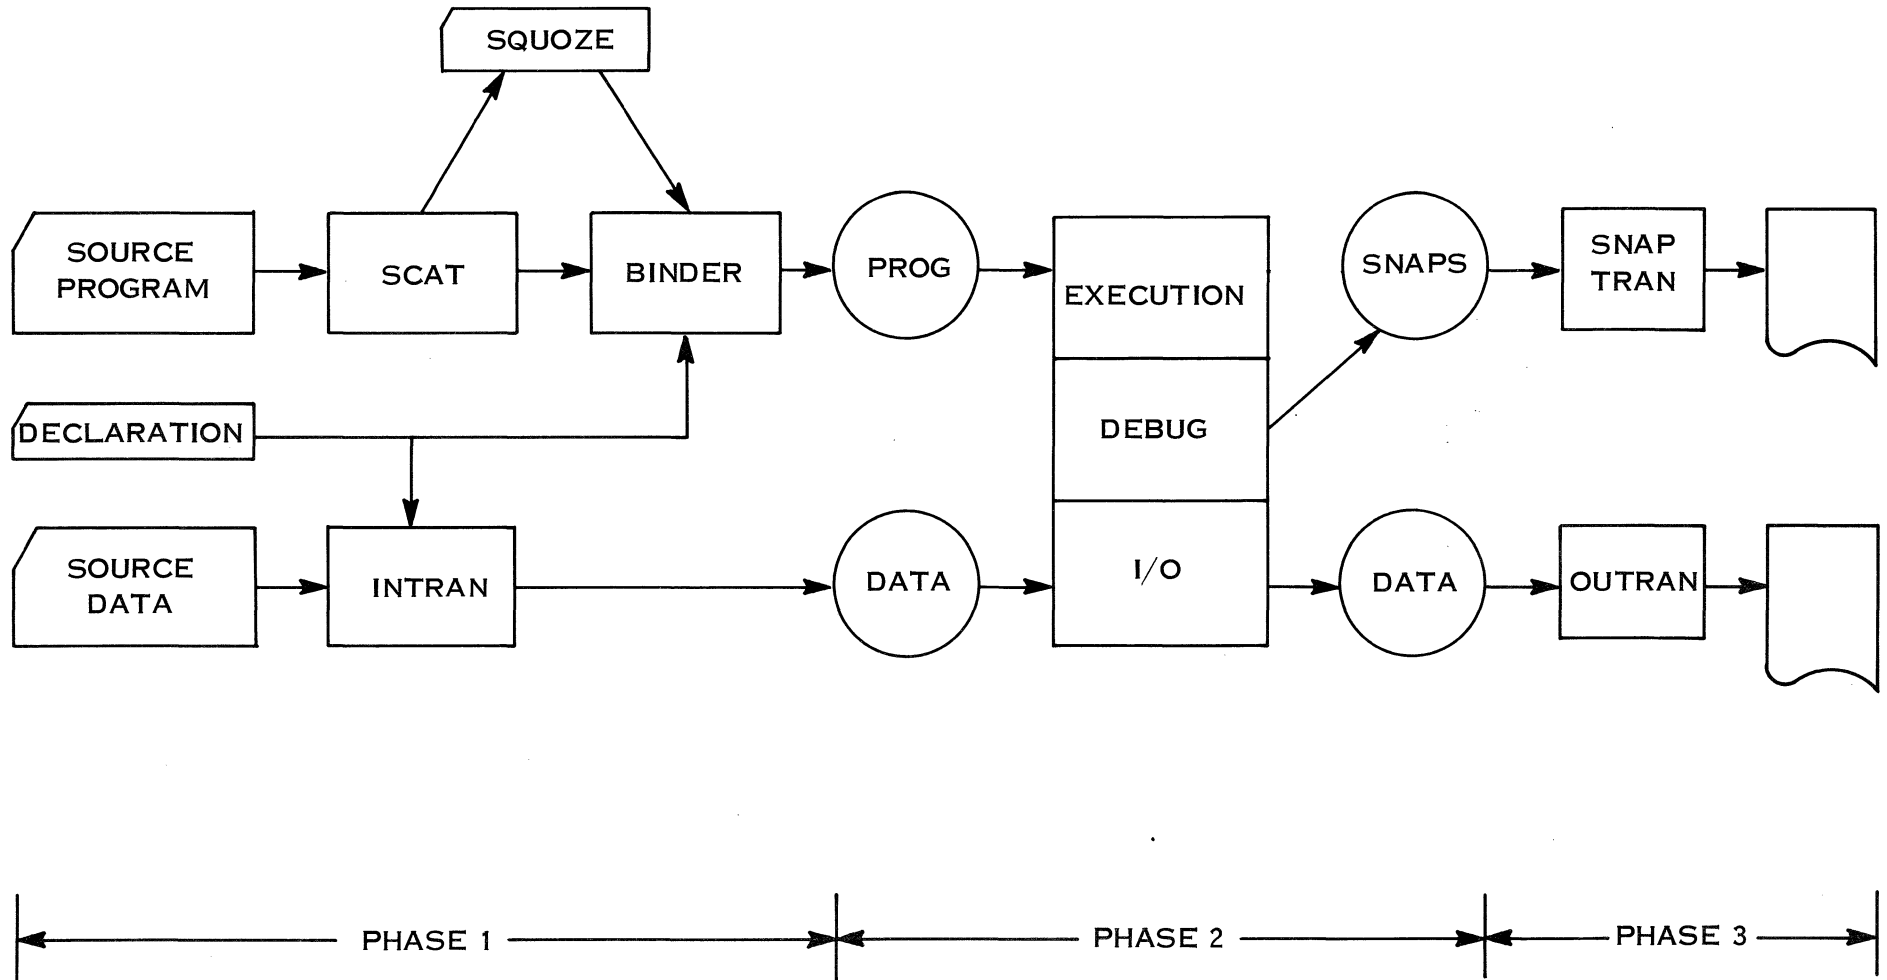 SQUOZE
SOURCE
PROGRAM
SCAT
BINDER
PROG
EXECUTION
SNAPS
SNAP
TRAN
DECLARATION
DEBUG
SOURCE
DATA
INTRAN
DATA
I/O
DATA
OUTRAN
PHASE 1
PHASE 2
PHASE 3